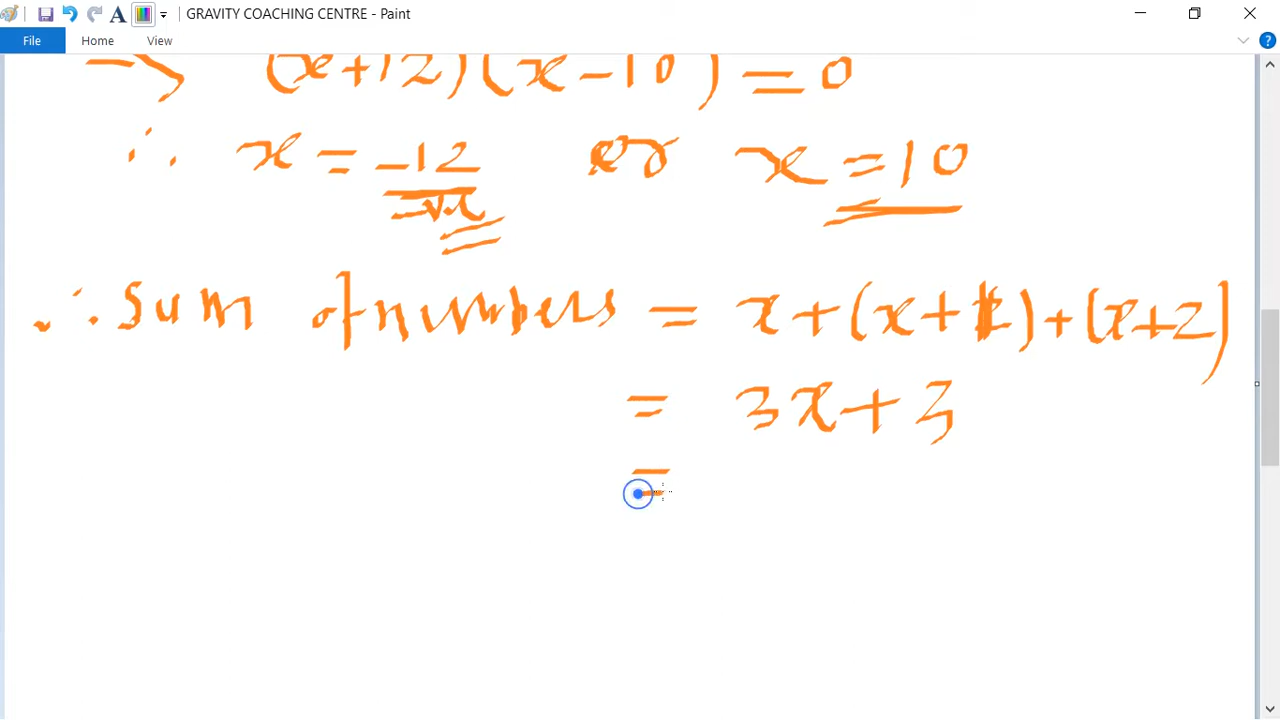 GRAVITY COACHING CENTRE - Paint
File Home View
=> (x+12)(x-10) = 0
∴ x = -12 or x = 10
∴ Sum of numbers = x+(x+1)+(x+2)
= 3x+3
=